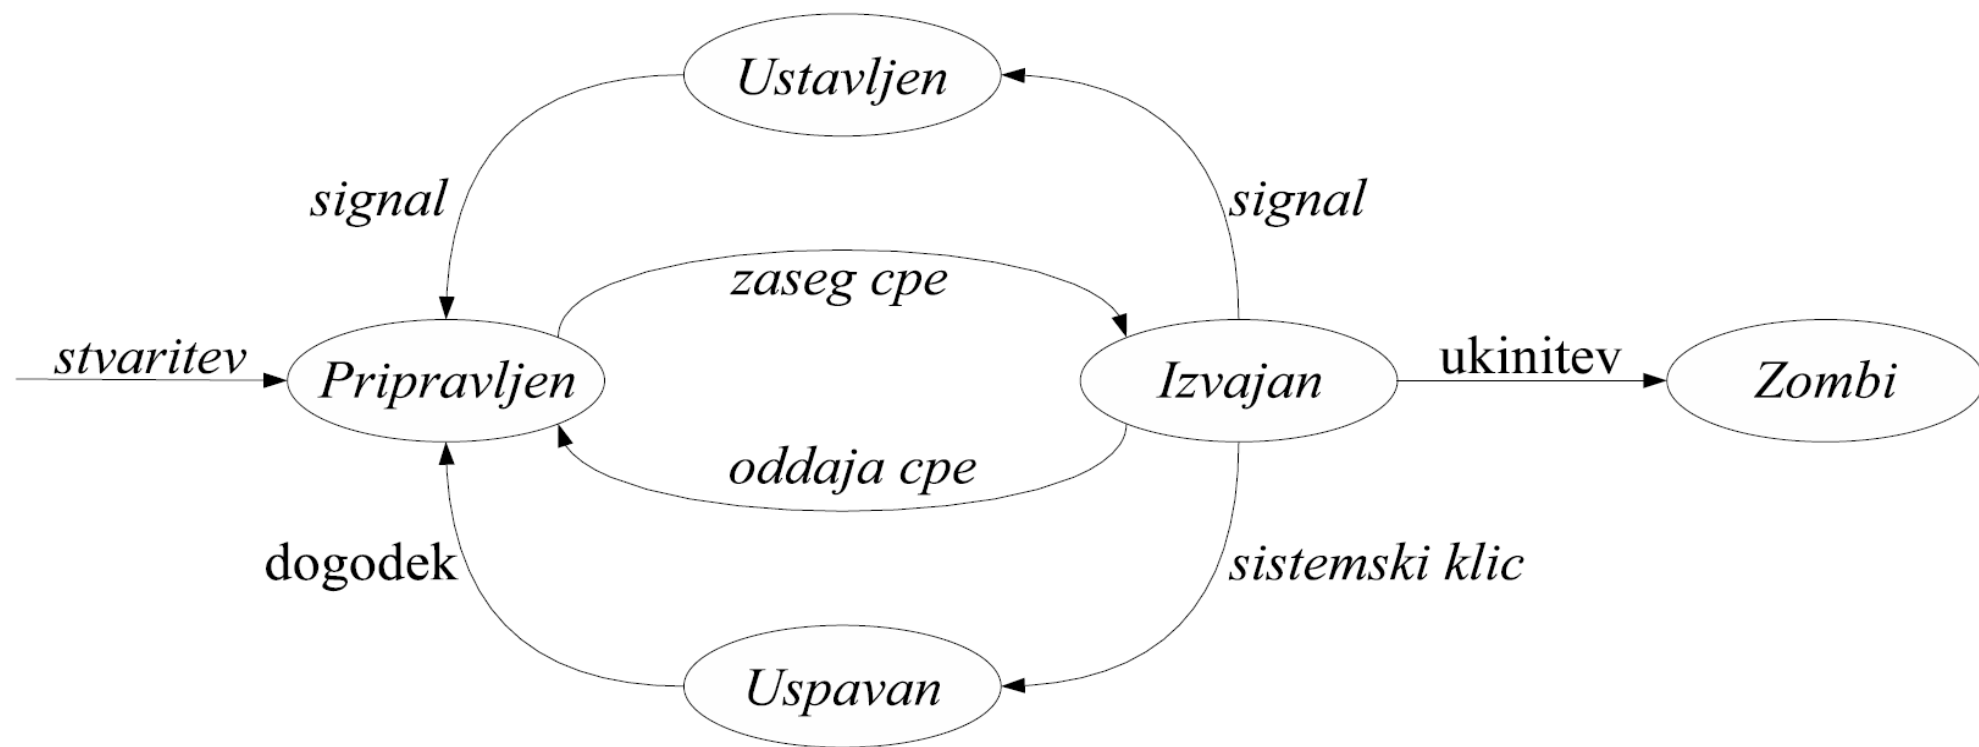 Ustavljen
signal
signal
zaseg cpe
stvaritev
Pripravljen
Izvajan
ukinitev
Zombi
oddaja cpe
dogodek
sistemski klic
Uspavan